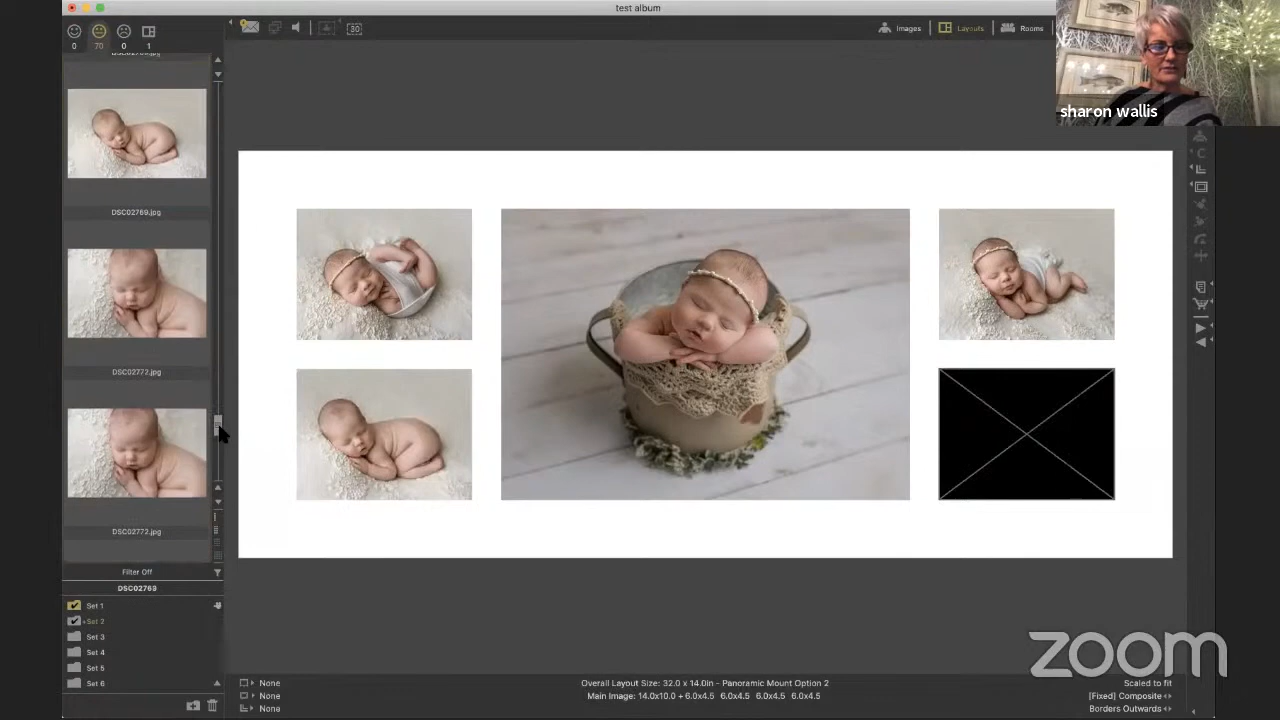 test album
0
70
0
1
30
Images
Layouts
Rooms
sharon wallis
DSC02769.jpg
DSC02772.jpg
DSC02772.jpg
Filter Off
DSC02769
Set 1
+Set 2
Set 3
Set 4
Set 5
Set 6
None
None
None
Overall Layout Size: 32.0 x 14.0in - Panoramic Mount Option 2
Main Image: 14.0x10.0 + 6.0x4.5 6.0x4.5 6.0x4.5 6.0x4.5
Scaled to fit
[Fixed] Composite
Borders Outwards
zoom